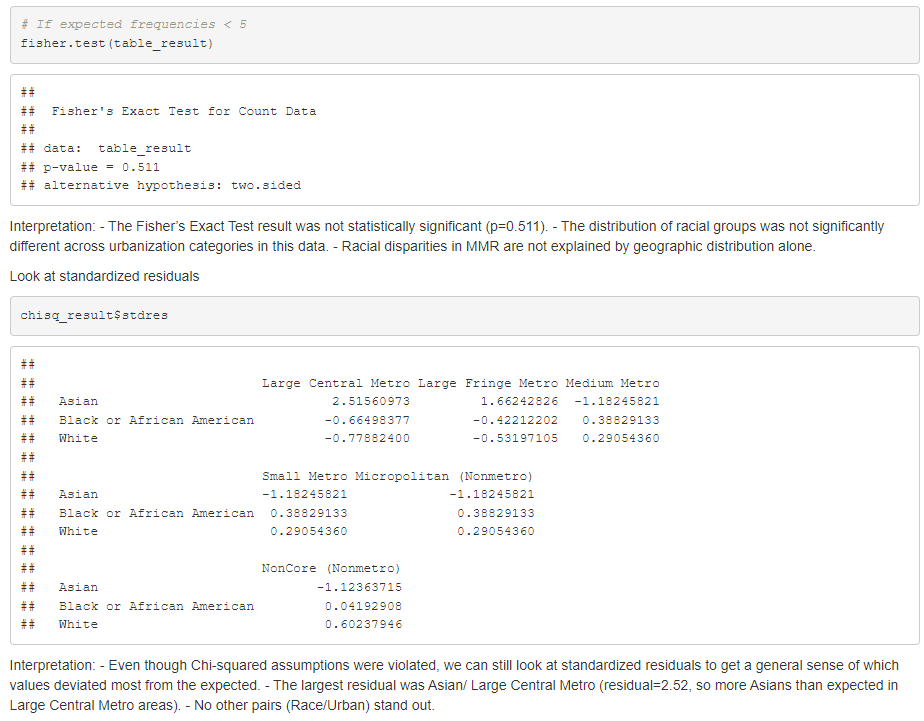 # If expected frequencies < 5
fisher.test(table_result)
##
##  Fisher's Exact Test for Count Data
##
## data:  table_result
## p-value = 0.511
## alternative hypothesis: two.sided
Interpretation: - The Fisher’s Exact Test result was not statistically significant (p=0.511). - The distribution of racial groups was not significantly
different across urbanization categories in this data. - Racial disparities in MMR are not explained by geographic distribution alone.
Look at standardized residuals
chisq_result$stdres
##
##                             Large Central Metro Large Fringe Metro Medium Metro
##   Asian                              2.51560973         1.66242826  -1.18245821
##   Black or African American         -0.66498377        -0.42212202   0.38829133
##   White                             -0.77882400        -0.53197105   0.29054360
##
##                             Small Metro Micropolitan (Nonmetro)
##   Asian                     -1.18245821             -1.18245821
##   Black or African American  0.38829133              0.38829133
##   White                      0.29054360              0.29054360
##
##                             NonCore (Nonmetro)
##   Asian                            -1.12363715
##   Black or African American         0.04192908
##   White                             0.60237946
Interpretation: - Even though Chi-squared assumptions were violated, we can still look at standardized residuals to get a general sense of which
values deviated most from the expected. - The largest residual was Asian/ Large Central Metro (residual=2.52, so more Asians than expected in
Large Central Metro areas). - No other pairs (Race/Urban) stand out.